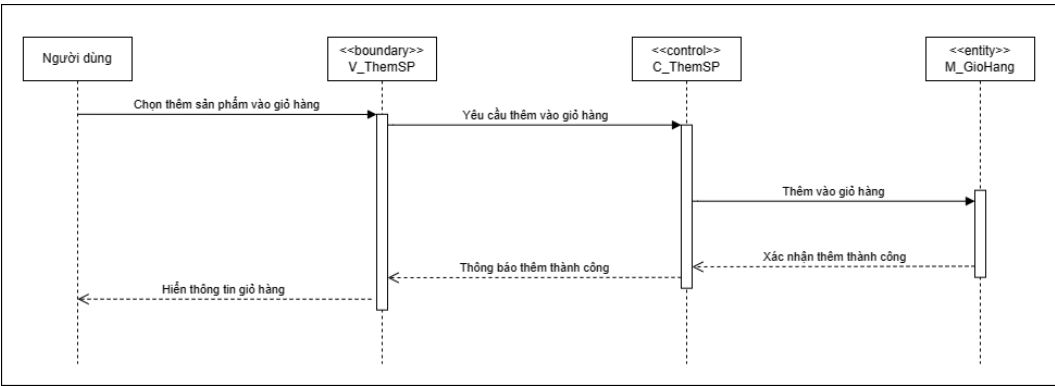 Người dùng
<<boundary>>
V_ThemSP
<<control>>
C_ThemSP
<<entity>>
M_GioHang
Chọn thêm sản phẩm vào giỏ hàng
Yêu cầu thêm vào giỏ hàng
Thêm vào giỏ hàng
Xác nhận thêm thành công
Thông báo thêm thành công
Hiển thông tin giỏ hàng